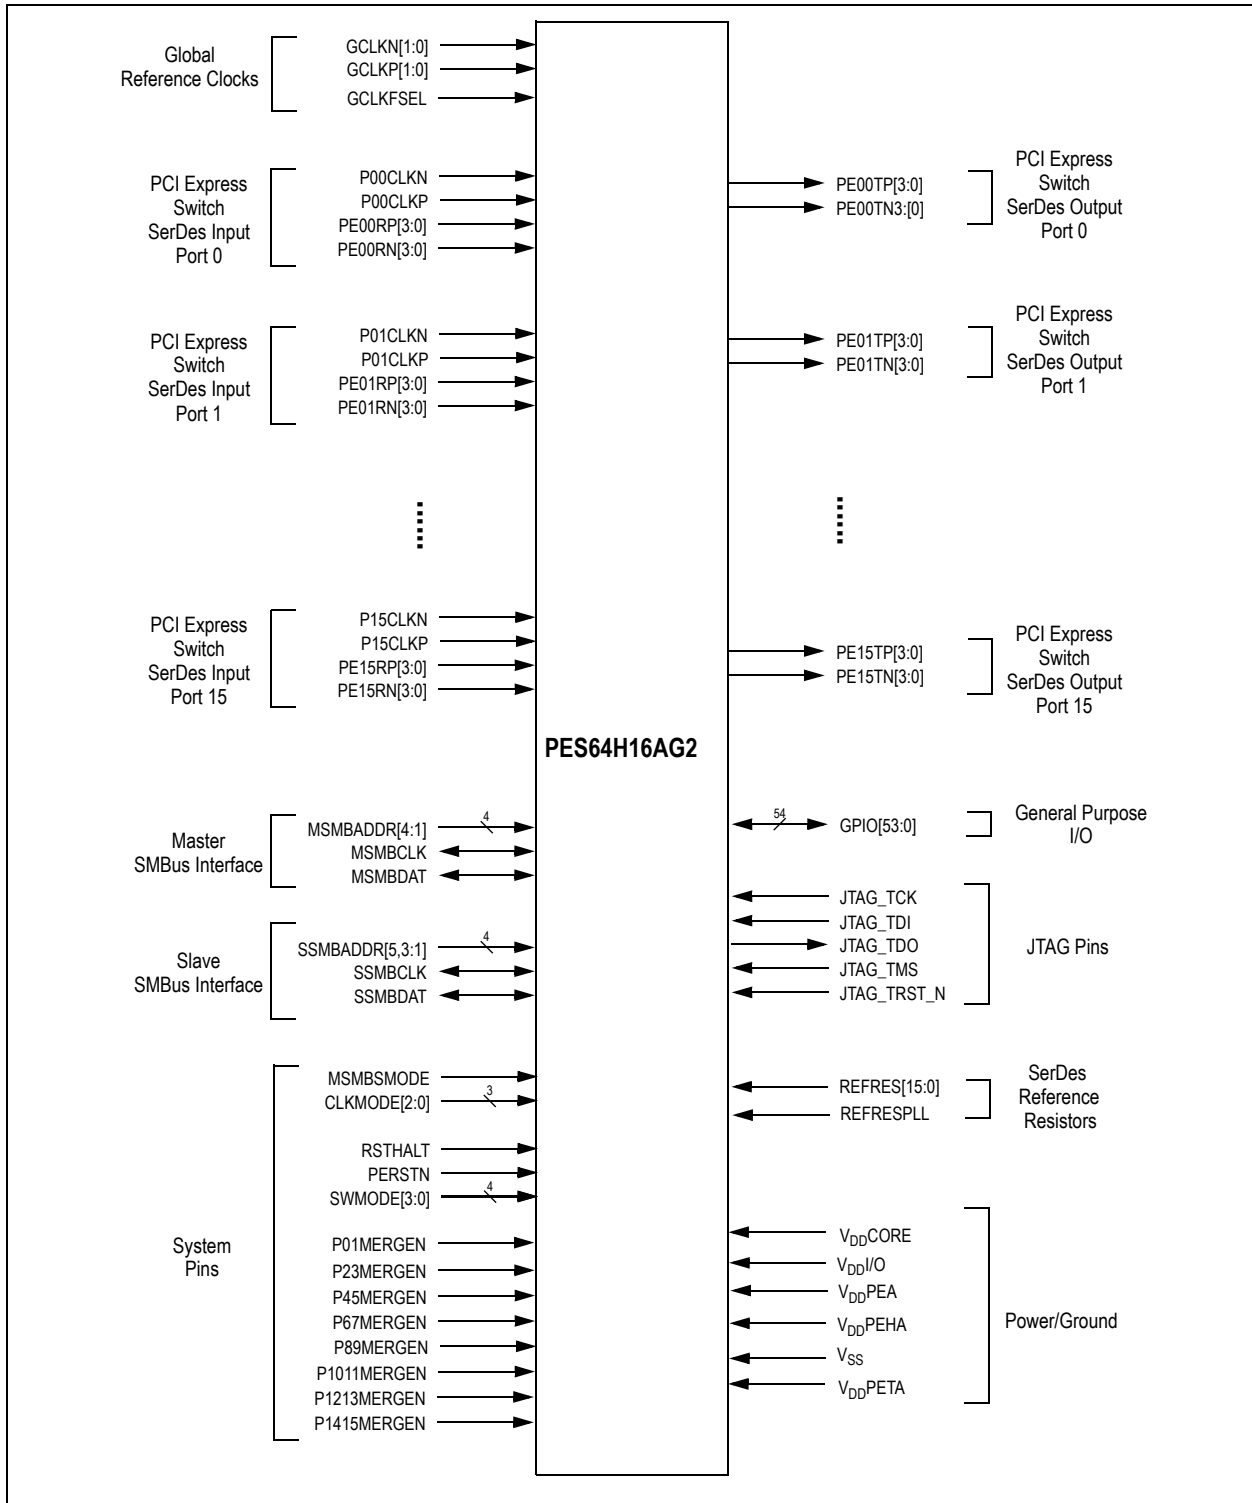 Global
Reference Clocks
GCLKN[1:0]
GCLKP[1:0]
GCLKFSEL
PCI Express
Switch
SerDes Input
Port 0
P00CLKN
P00CLKP
PE00RP[3:0]
PE00RN[3:0]
PE00TP[3:0]
PE00TN3:[0]
PCI Express
Switch
SerDes Output
Port 0
PCI Express
Switch
SerDes Input
Port 1
P01CLKN
P01CLKP
PE01RP[3:0]
PE01RN[3:0]
PE01TP[3:0]
PE01TN[3:0]
PCI Express
Switch
SerDes Output
Port 1
PCI Express
Switch
SerDes Input
Port 15
P15CLKN
P15CLKP
PE15RP[3:0]
PE15RN[3:0]
PE15TP[3:0]
PE15TN[3:0]
PCI Express
Switch
SerDes Output
Port 15
PES64H16AG2
Master
SMBus Interface
MSMBADDR[4:1]
4
MSMBCLK
MSMBDAT
54
GPIO[53:0]
General Purpose
I/O
Slave
SMBus Interface
SSMBADDR[5,3:1]
4
SSMBCLK
SSMBDAT
JTAG_TCK
JTAG_TDI
JTAG_TDO
JTAG_TMS
JTAG_TRST_N
JTAG Pins
System
Pins
MSMBSMODE
CLKMODE[2:0]
3
RSTHALT
PERSTN
SWMODE[3:0]
4
P01MERGEN
P23MERGEN
P45MERGEN
P67MERGEN
P89MERGEN
P1011MERGEN
P1213MERGEN
P1415MERGEN
REFRES[15:0]
REFRESPLL
SerDes
Reference
Resistors
VDDCORE
VDDI/O
VDDPEA
VDDPEHA
VSS
VDDPETA
Power/Ground